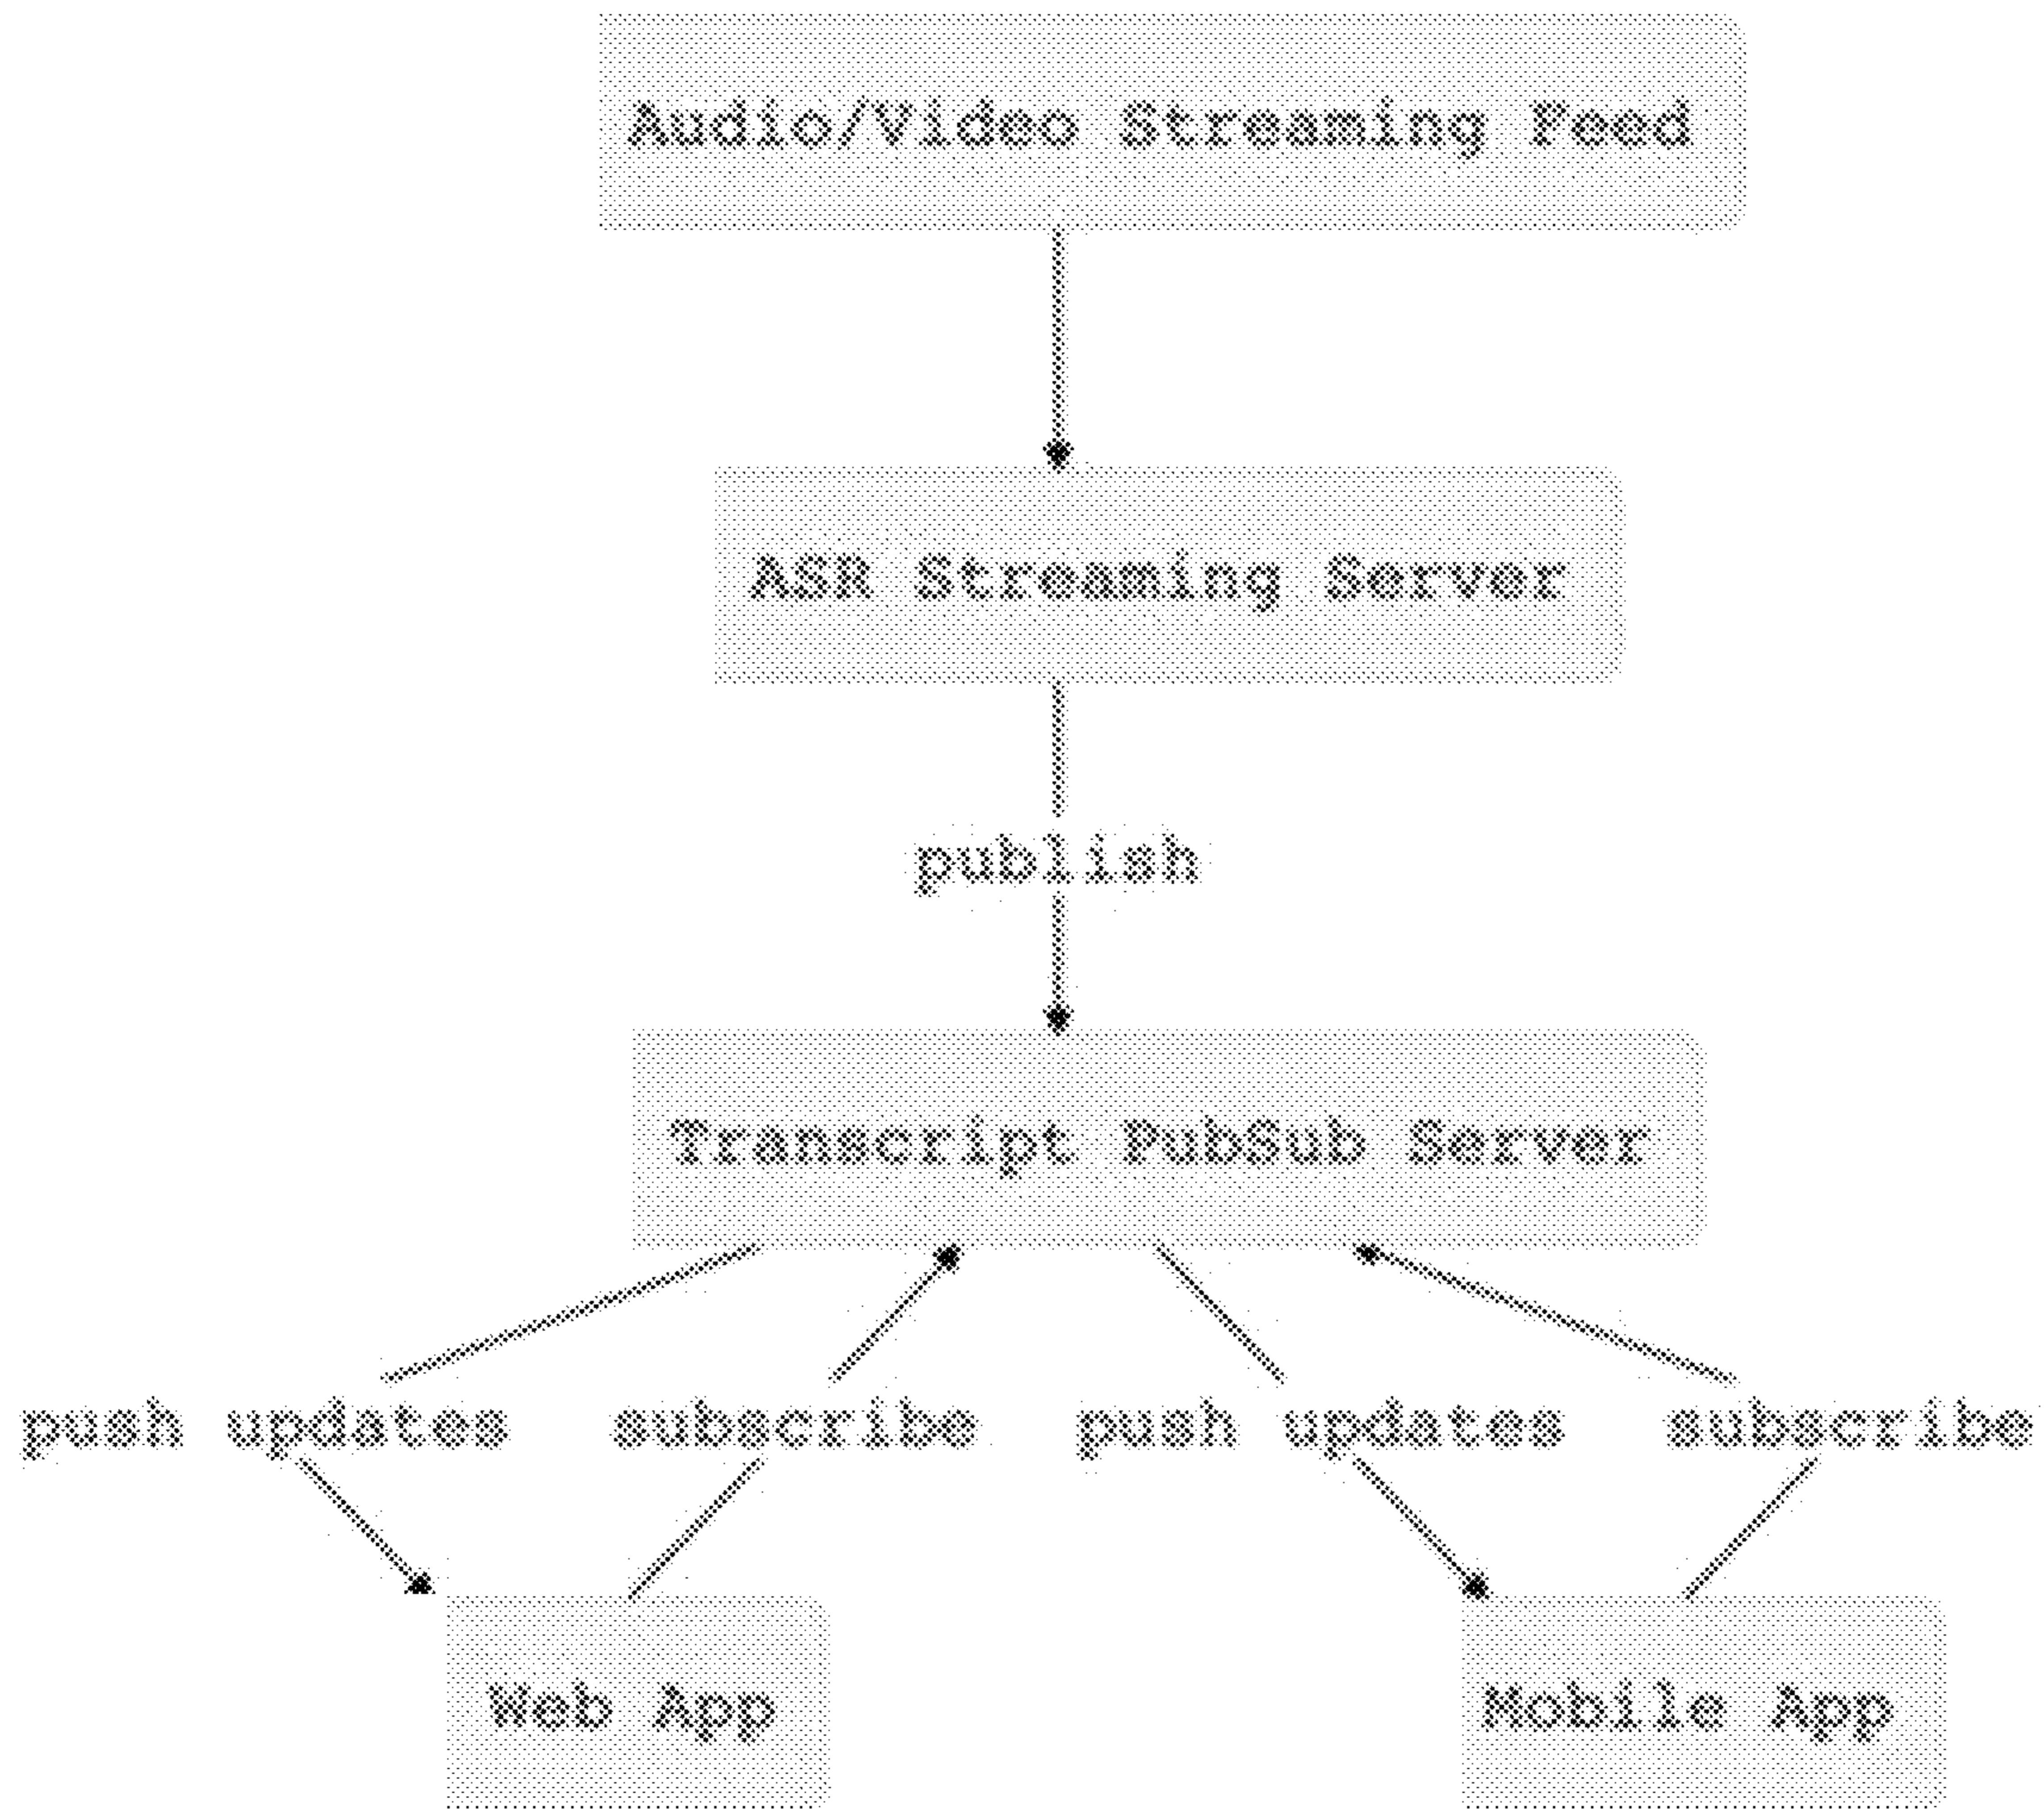 Audio/Video Streaming Feed
ASR Streaming Server
publish
Transcript PubSub Server
push updates subscribe push updates subscribe
Web App Mobile App